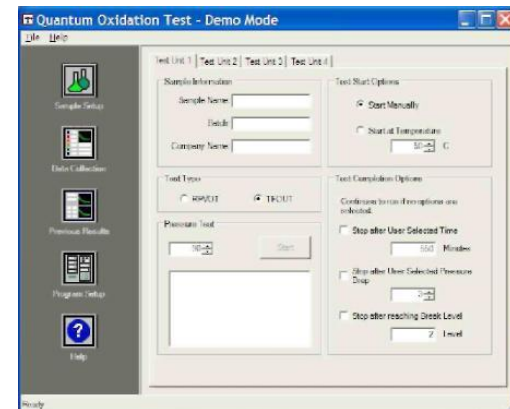 Quantum Oxidation Test - Demo Mode
File Help
Sample Setup
Data Collection
Previous Results
Program Setup
Help
Test Unit 1 Test Unit 2 Test Unit 3 Test Unit 4
Sample Information
Sample Name
Batch
Company Name
Test Type
RPVOT TFOUT
Pressure Test
Start
Test Start Options
Start Manually
Start at Temperature
C
Test Completion Options
Continues to run if no options are
selected.
Stop after User Selected Time
Minutes
Stop after User Selected Pressure
Drop
Stop after reaching Break Level
2 Level
Ready